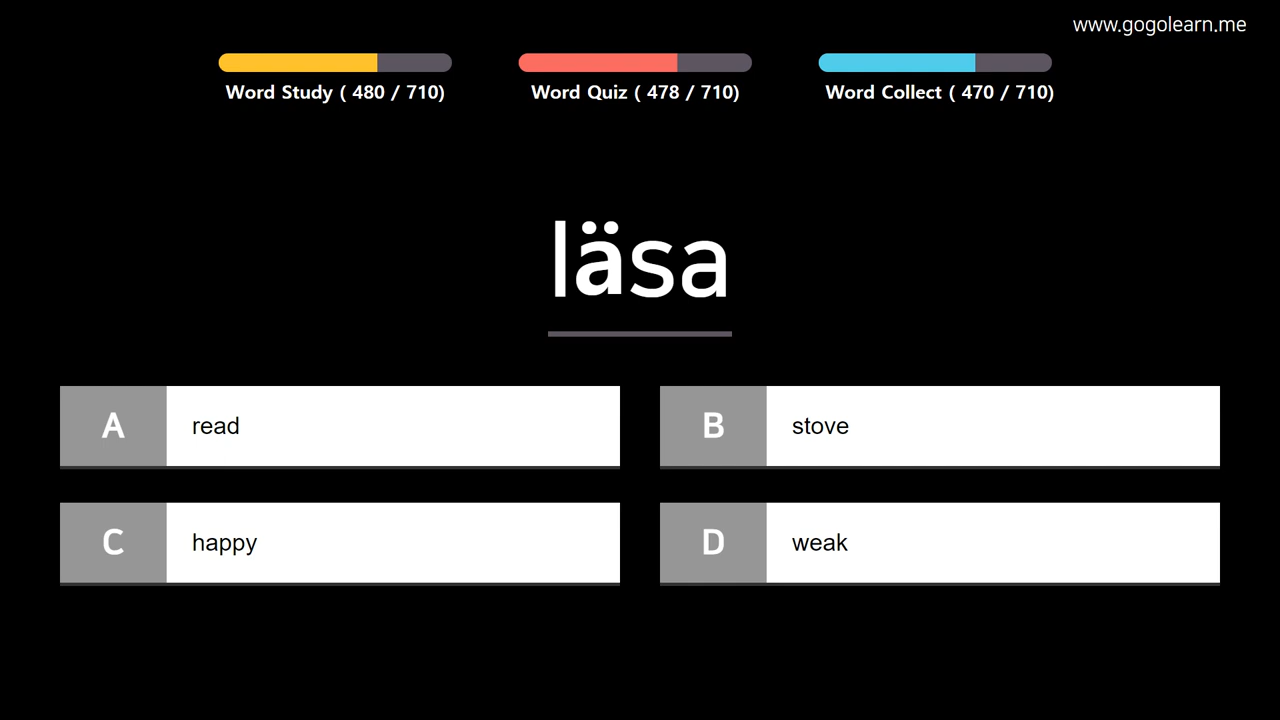 www.gogolearn.me
Word Study ( 480 / 710)
Word Quiz ( 478 / 710)
Word Collect ( 470 / 710)
läsa
A read
B stove
C happy
D weak